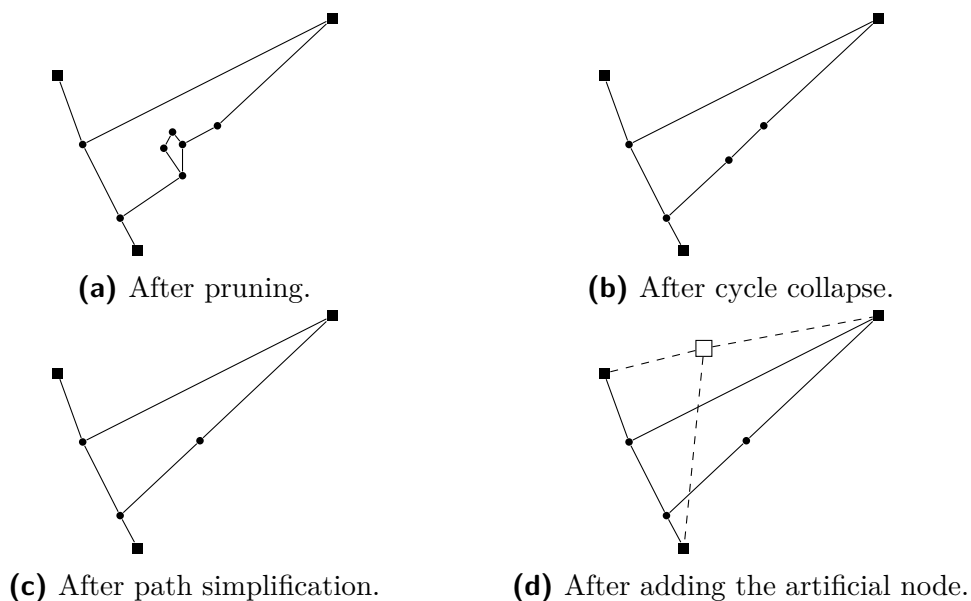 (a) After pruning.
(b) After cycle collapse.
(c) After path simplification.
(d) After adding the artificial node.